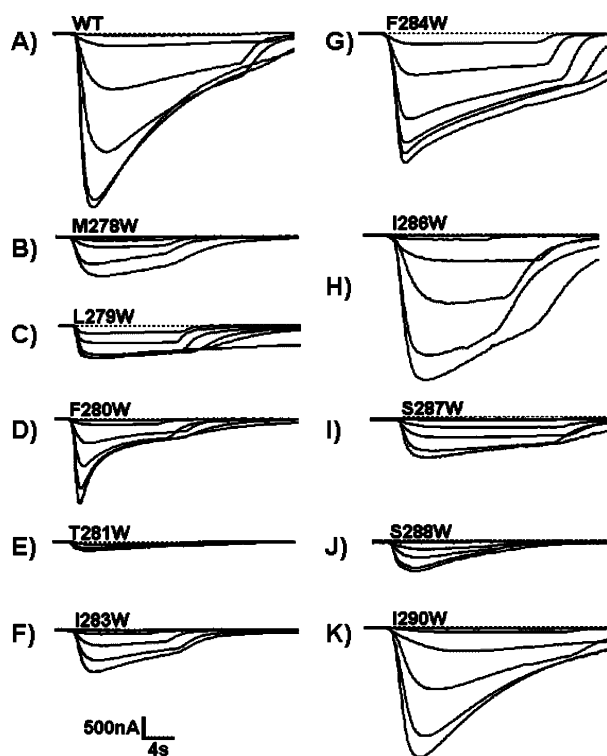 A)
WT
B)
M278W
C)
L279W
D)
F280W
E)
T281W
F)
I283W
500nA
4s
G)
F284W
H)
I286W
I)
S287W
J)
S288W
K)
I290W